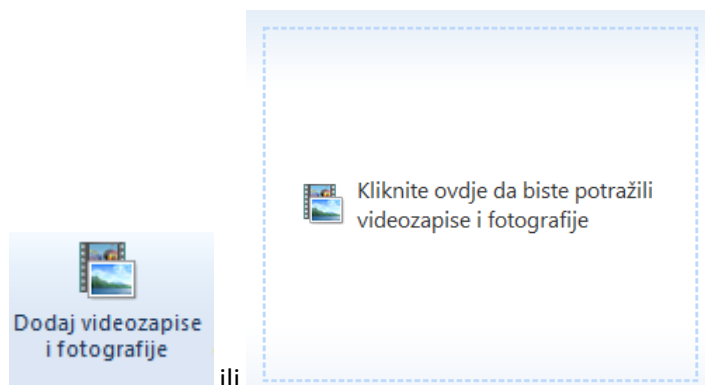 Kliknite ovdje da biste potražili
videozapise i fotografije
Dodaj videozapise
i fotografije
ili